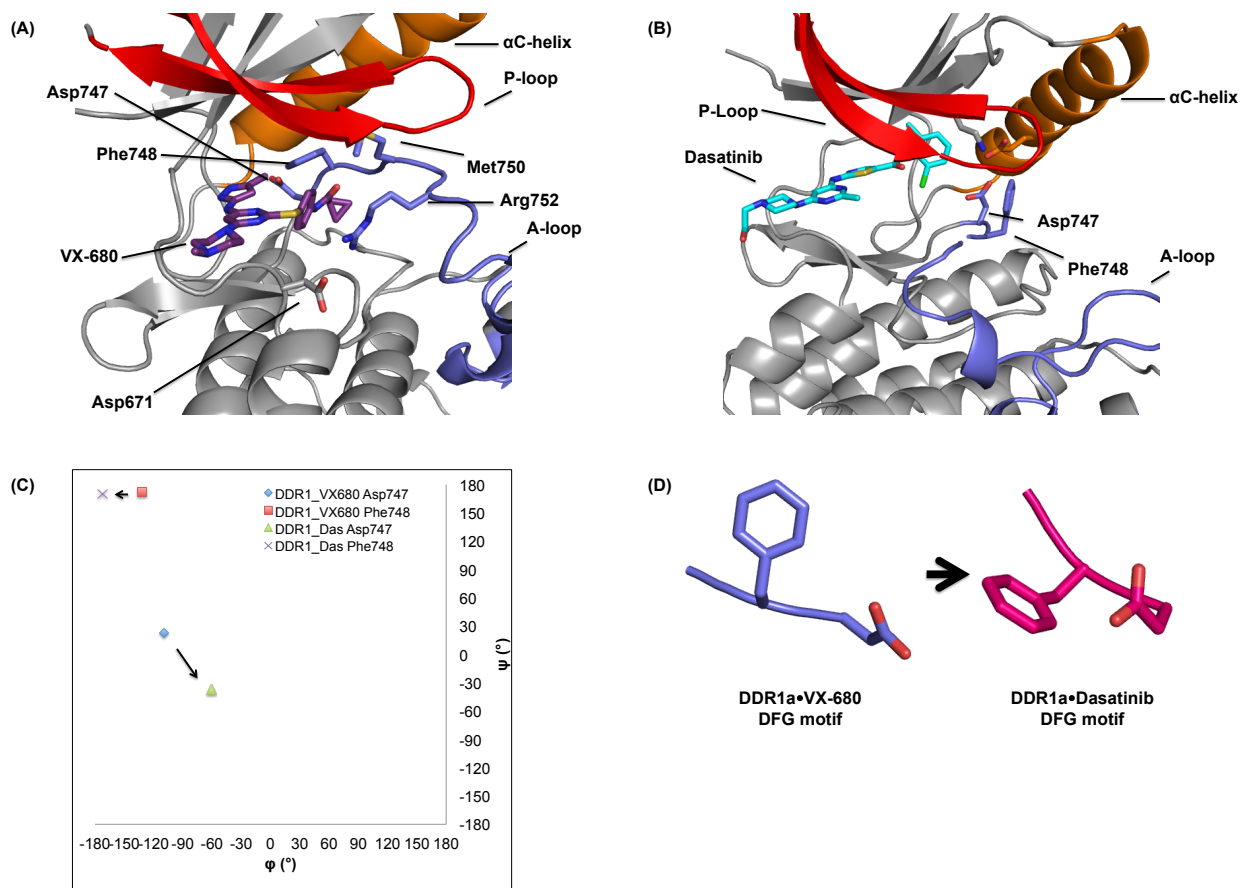 (A)
αC-helix
P-loop
Asp747
Phe748
Met750
Arg752
A-loop
VX-680
Asp671
(B)
P-Loop
αC-helix
Dasatinib
Asp747
Phe748
A-loop
(C)
DDR1_VX680 Asp747
DDR1_VX680 Phe748
DDR1_Das Asp747
DDR1_Das Phe748
180
150
120
90
60
30
0
-30
-60
-90
-120
-150
-180
ψ (°)
-180 -150 -120 -90 -60 -30 0 30 60 90 120 150 180
φ (°)
(D)
DDR1a•VX-680
DFG motif
DDR1a•Dasatinib
DFG motif